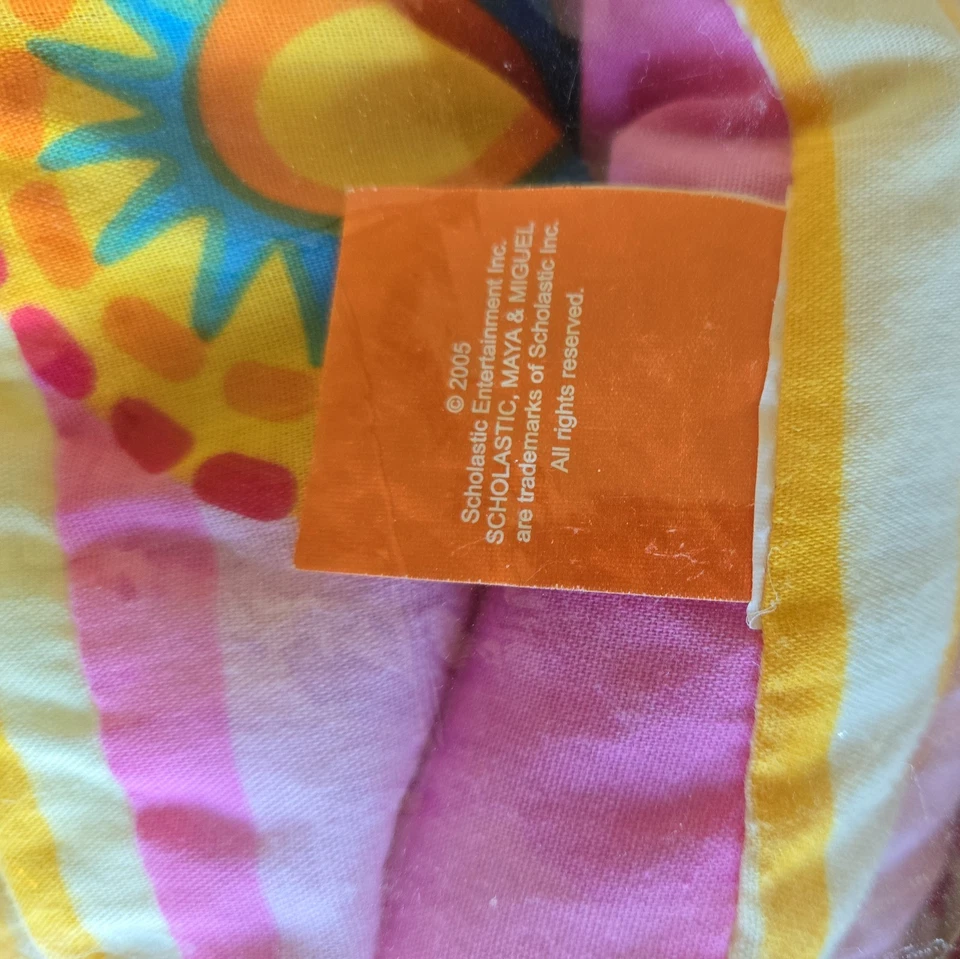 © 2005
Scholastic Entertainment Inc.
SCHOLASTIC, MAYA & MIGUEL
are trademarks of Scholastic Inc.
All rights reserved.